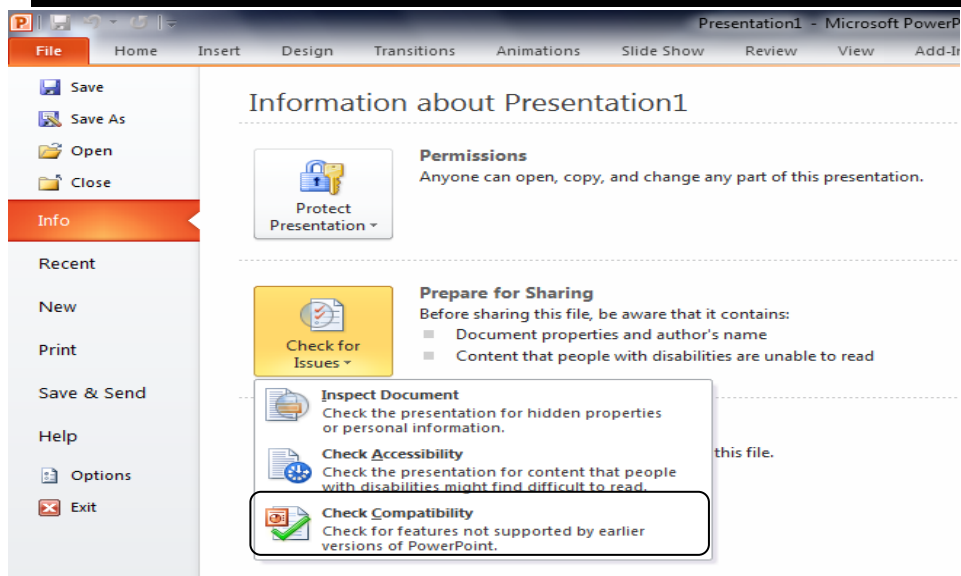 Presentation1 - Microsoft PowerP
File Home Insert Design Transitions Animations Slide Show Review View Add-In
Save
Save As
Open
Close
Info
Recent
New
Print
Save & Send
Help
Options
Exit
Information about Presentation1
Protect
Presentation
Permissions
Anyone can open, copy, and change any part of this presentation.
Check for
Issues
Prepare for Sharing
Before sharing this file, be aware that it contains:
Document properties and author's name
Content that people with disabilities are unable to read
Inspect Document
Check the presentation for hidden properties
or personal information.
Check Accessibility
Check the presentation for content that people
with disabilities might find difficult to read.
Check Compatibility
Check for features not supported by earlier
versions of PowerPoint.
this file.